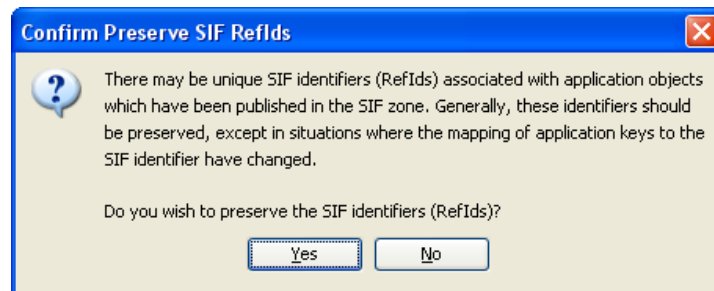 Confirm Preserve SIF RefIds
There may be unique SIF identifiers (RefIds) associated with application objects
which have been published in the SIF zone. Generally, these identifiers should
be preserved, except in situations where the mapping of application keys to the
SIF identifier have changed.
Do you wish to preserve the SIF identifiers (RefIds)?
Yes No